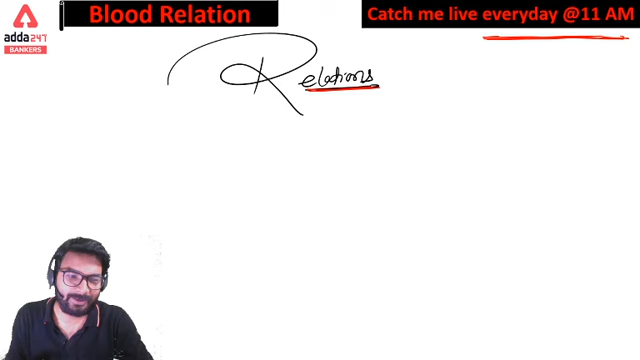 Blood Relation
Catch me live everyday @11 AM
adda247
BANKERS
Relations